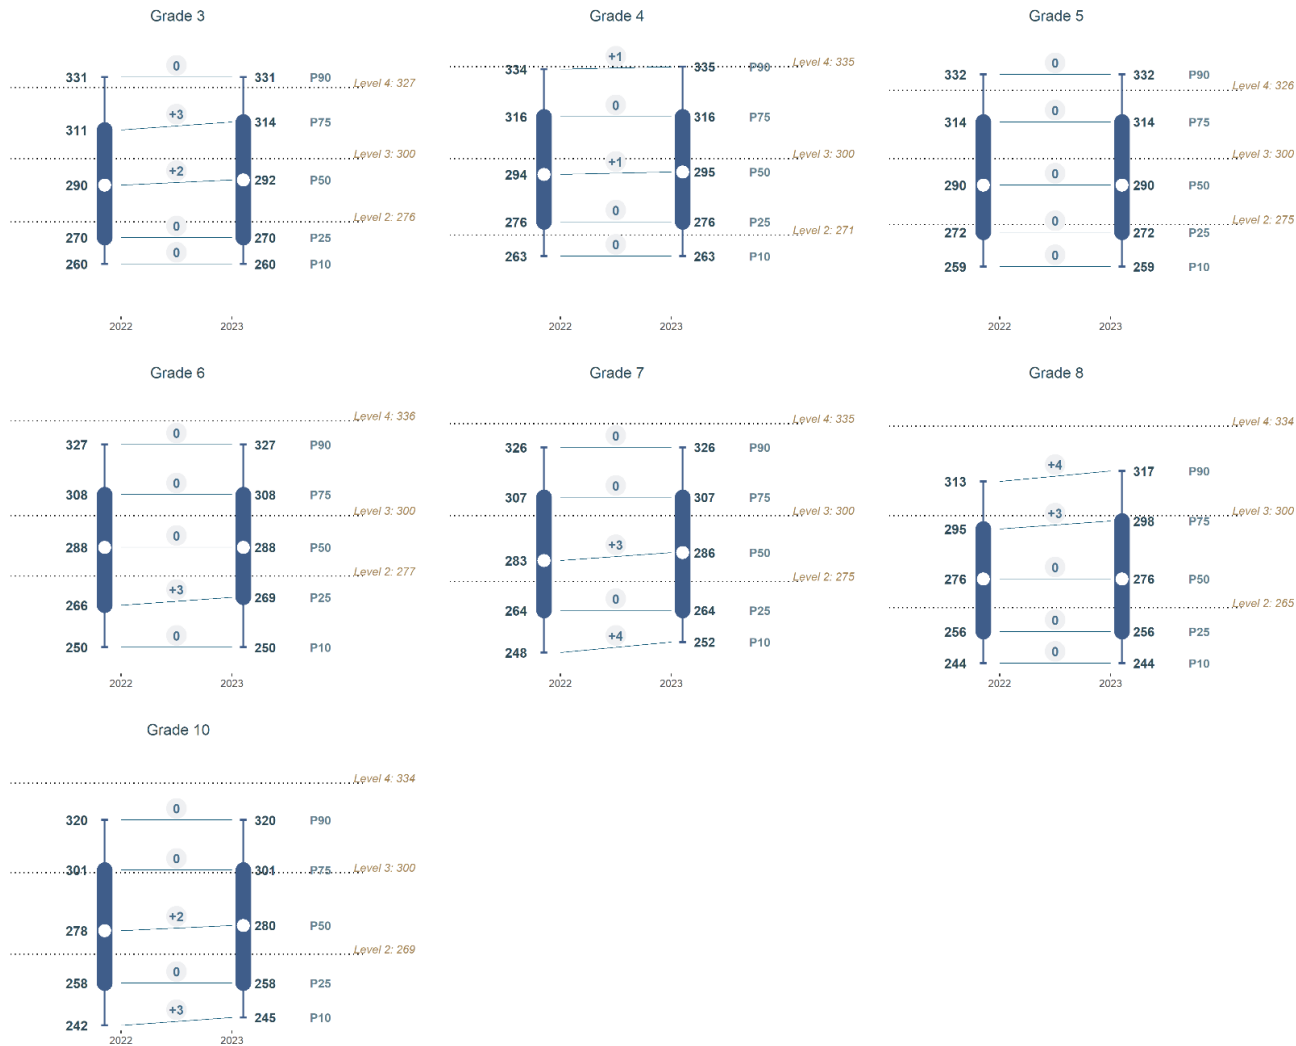 Grade 3
0
331 331 P90
Level 4: 327
+3
311 314 P75
Level 3: 300
+2
290 292 P50
Level 2: 276
0
270 270 P25
0
260 260 P10
2022 2023
Grade 4
+1
334 335 P90
Level 4: 335
0
316 316 P75
Level 3: 300
+1
294 295 P50
0
276 276 P25
Level 2: 271
0
263 263 P10
2022 2023
Grade 5
0
332 332 P90
Level 4: 326
0
314 314 P75
Level 3: 300
0
290 290 P50
Level 2: 275
0
272 272 P25
0
259 259 P10
2022 2023
Grade 6
Level 4: 336
0
327 327 P90
0
308 308 P75
Level 3: 300
0
288 288 P50
Level 2: 277
+3
266 269 P25
0
250 250 P10
2022 2023
Grade 7
Level 4: 335
0
326 326 P90
0
307 307 P75
Level 3: 300
+3
283 286 P50
Level 2: 275
0
264 264 P25
+4
248 252 P10
2022 2023
Grade 8
Level 4: 334
+4
313 317 P90
Level 3: 300
+3
295 298 P75
0
276 276 P50
Level 2: 265
0
256 256 P25
0
244 244 P10
2022 2023
Grade 10
Level 4: 334
0
320 320 P90
0
301 301 P75
Level 3: 300
+2
278 280 P50
Level 2: 269
0
258 258 P25
+3
242 245 P10
2022 2023